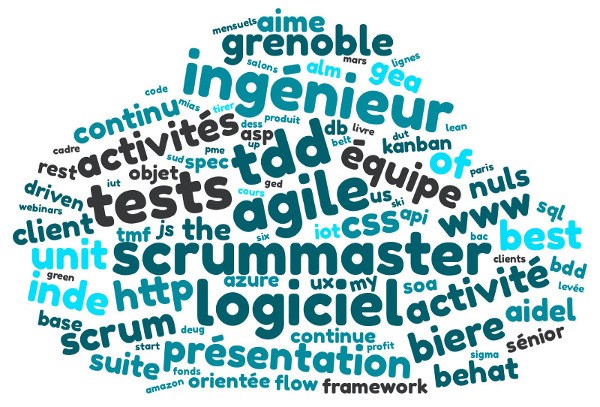 mensuels aime
grenoble
salons mars lignes
ingénieur alm gea
code
continu mias tirer
activités dess produit db livre dut lean
cadre asp up belt kanban
rest objet pme tdd équipe of paris
sud spec
iut tests cours ged agile us ski nuls
driven
webinars www sql
client tmf js the six iot css api bac best
unit scrummaster clients
green azure ux my soa activité bdd
inde http logiciel levée
base scrum deug continue biere aidel
start présentation profit sénior
suite fonds sigma behat
amazon orientée flow framework